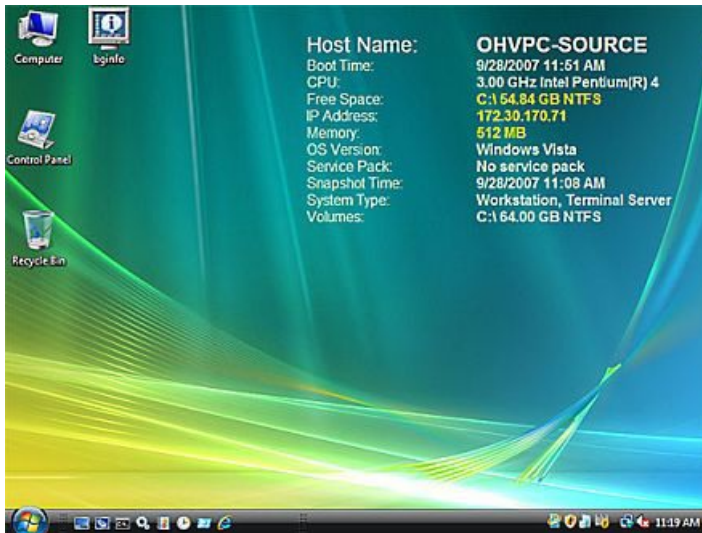 Computer
bginfo
Control Panel
Recycle Bin
Host Name: OHVPC-SOURCE
Boot Time: 9/28/2007 11:51 AM
CPU: 3.00 GHz Intel Pentium(R) 4
Free Space: C:\ 54.84 GB NTFS
IP Address: 172.30.170.71
Memory: 512 MB
OS Version: Windows Vista
Service Pack: No service pack
Snapshot Time: 9/28/2007 11:08 AM
System Type: Workstation, Terminal Server
Volumes: C:\ 64.00 GB NTFS
11:19 AM